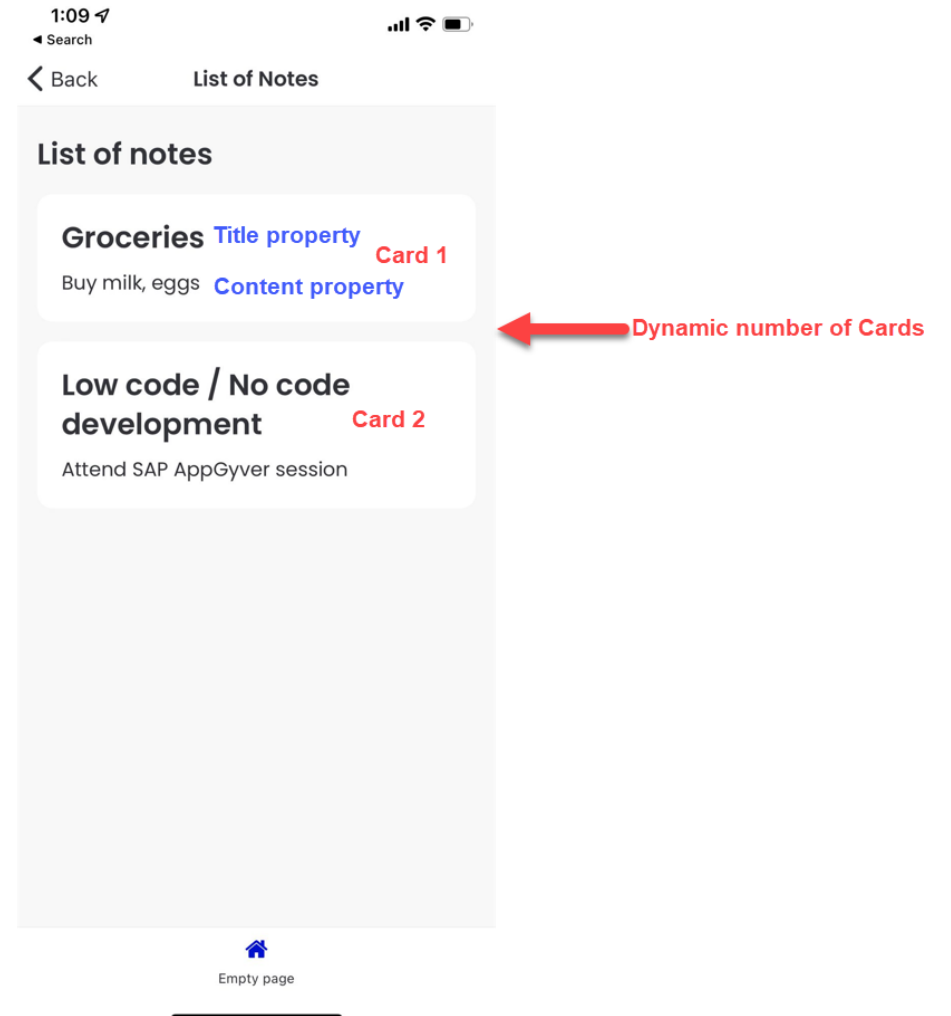 1:09
◀ Search
Back
List of Notes
List of notes
Groceries Title property
Card 1
Buy milk, eggs Content property
Dynamic number of Cards
Low code / No code
development Card 2
Attend SAP AppGyver session
Empty page